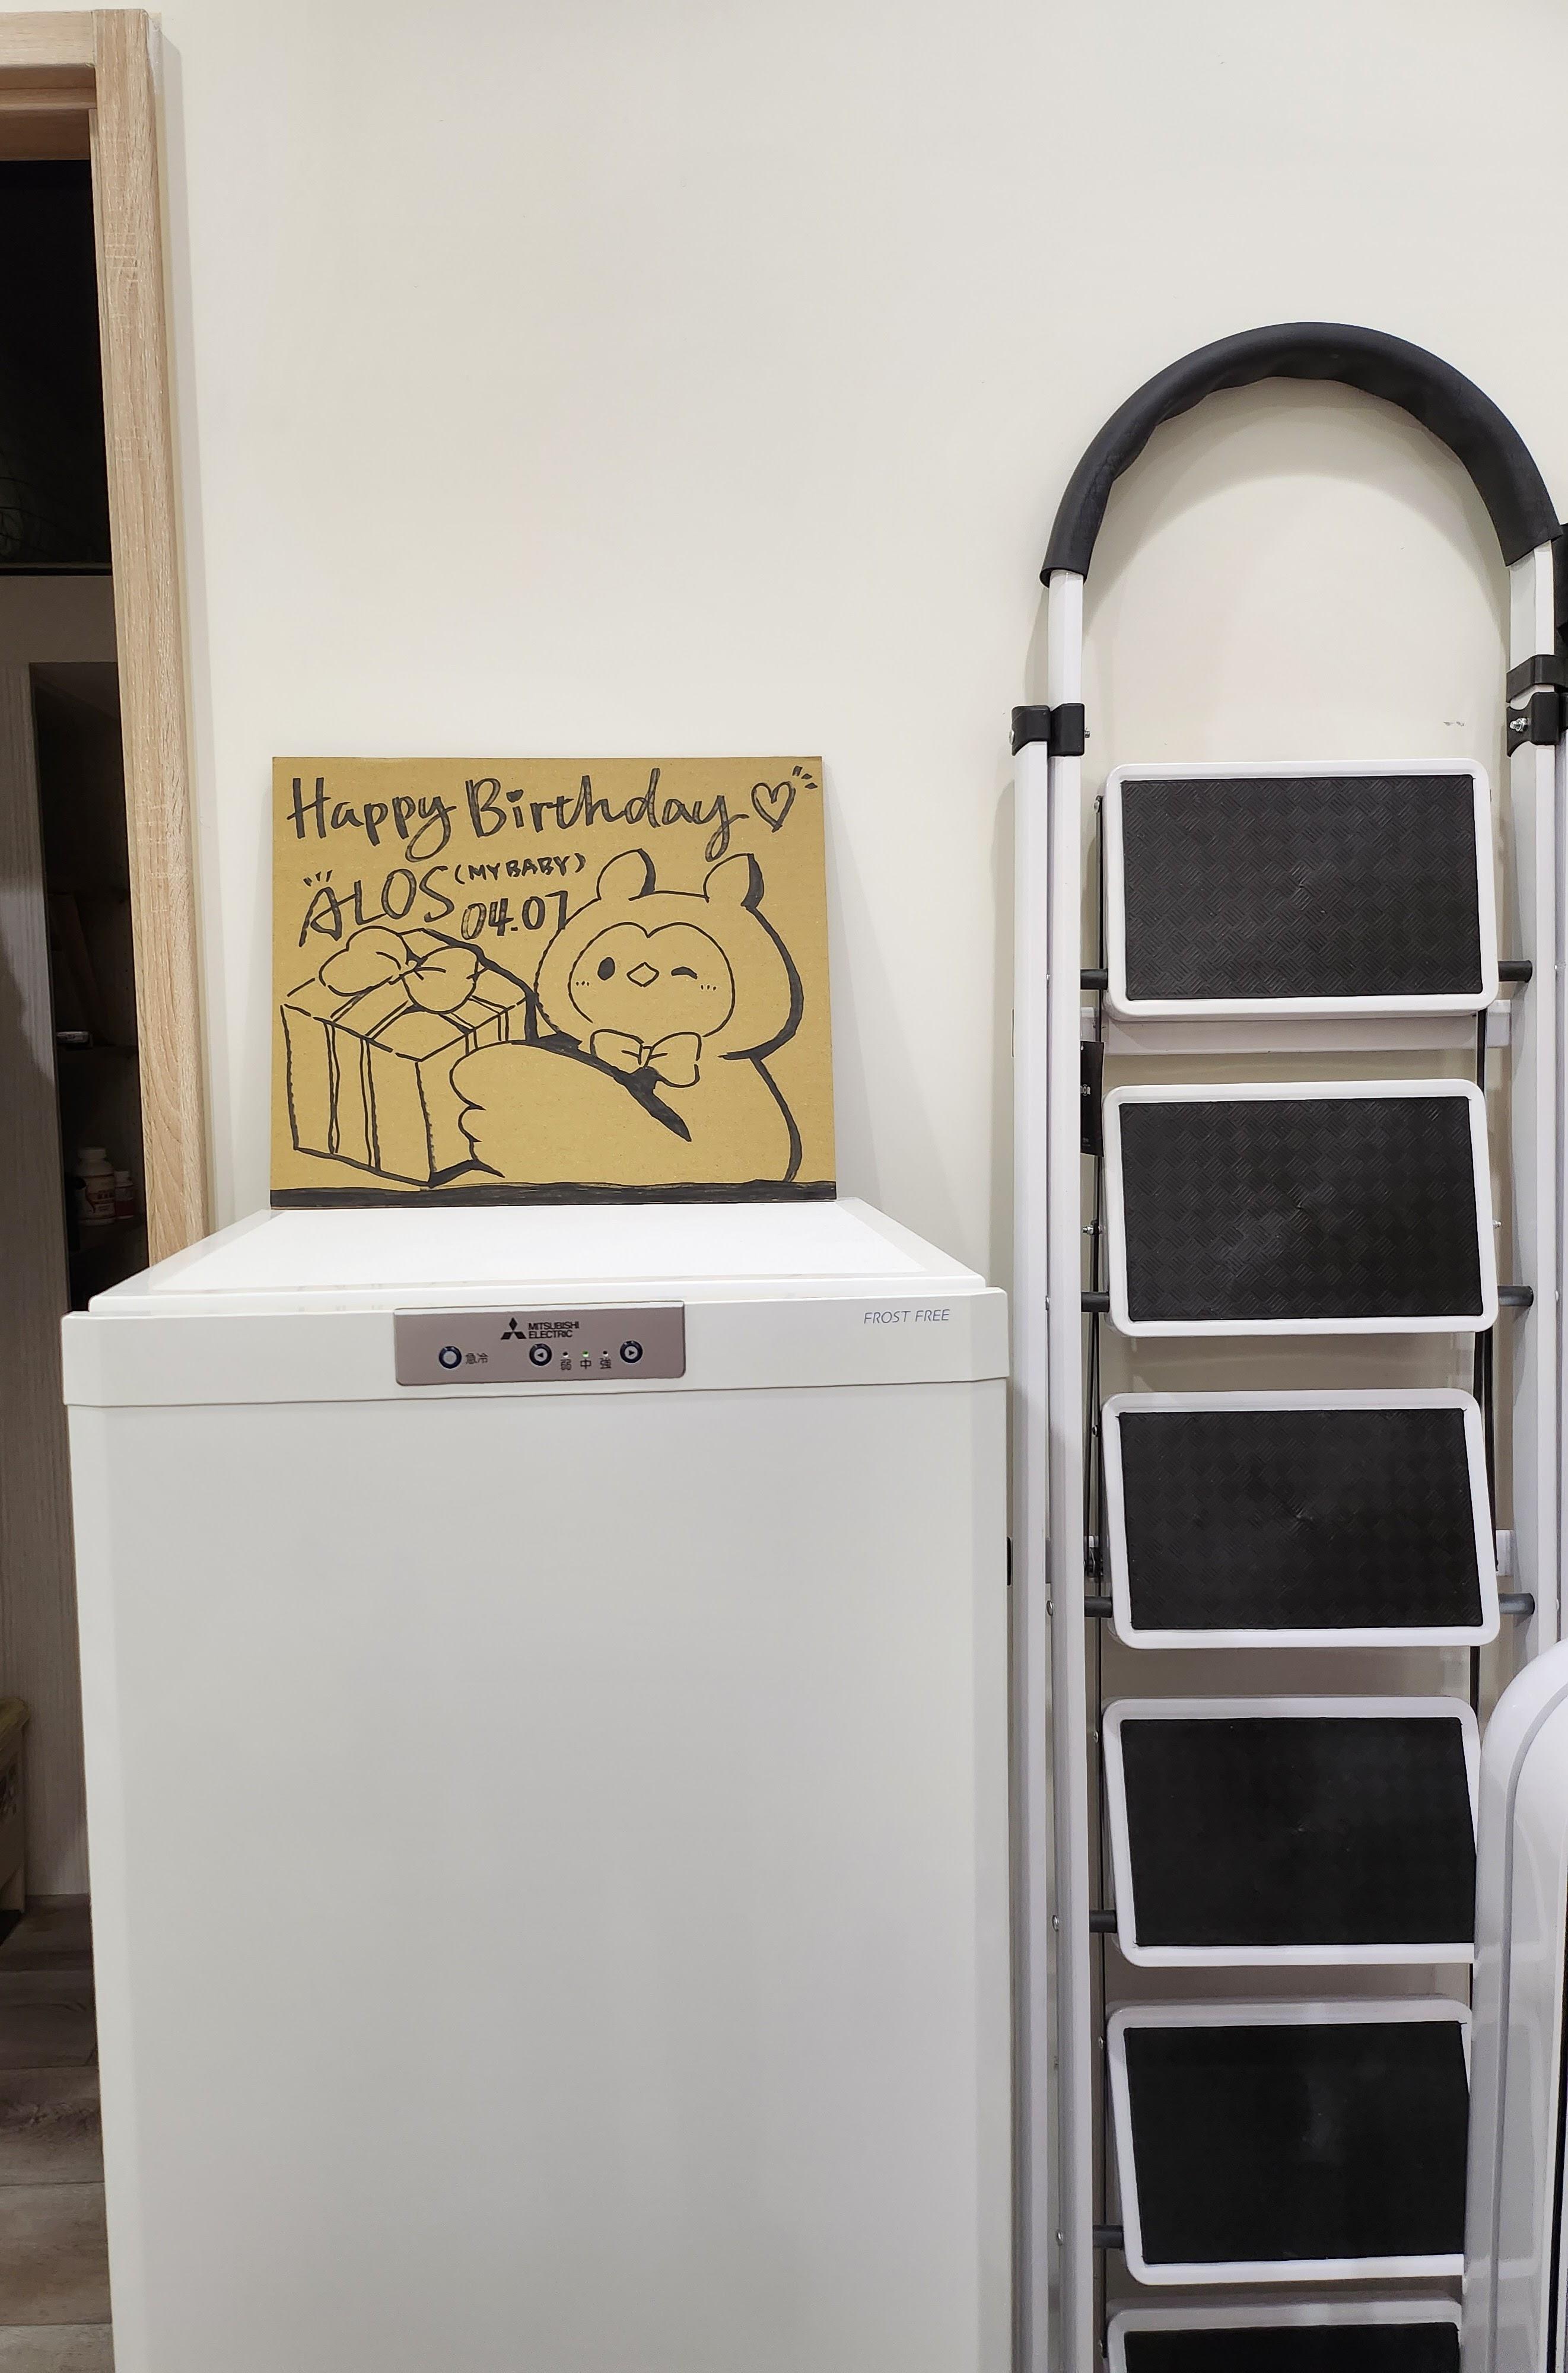 Happy Birthday
ALOS (MY BABY)
04.07
MITSUBISHI
ELECTRIC
FROST FREE
急冷
弱 中 強